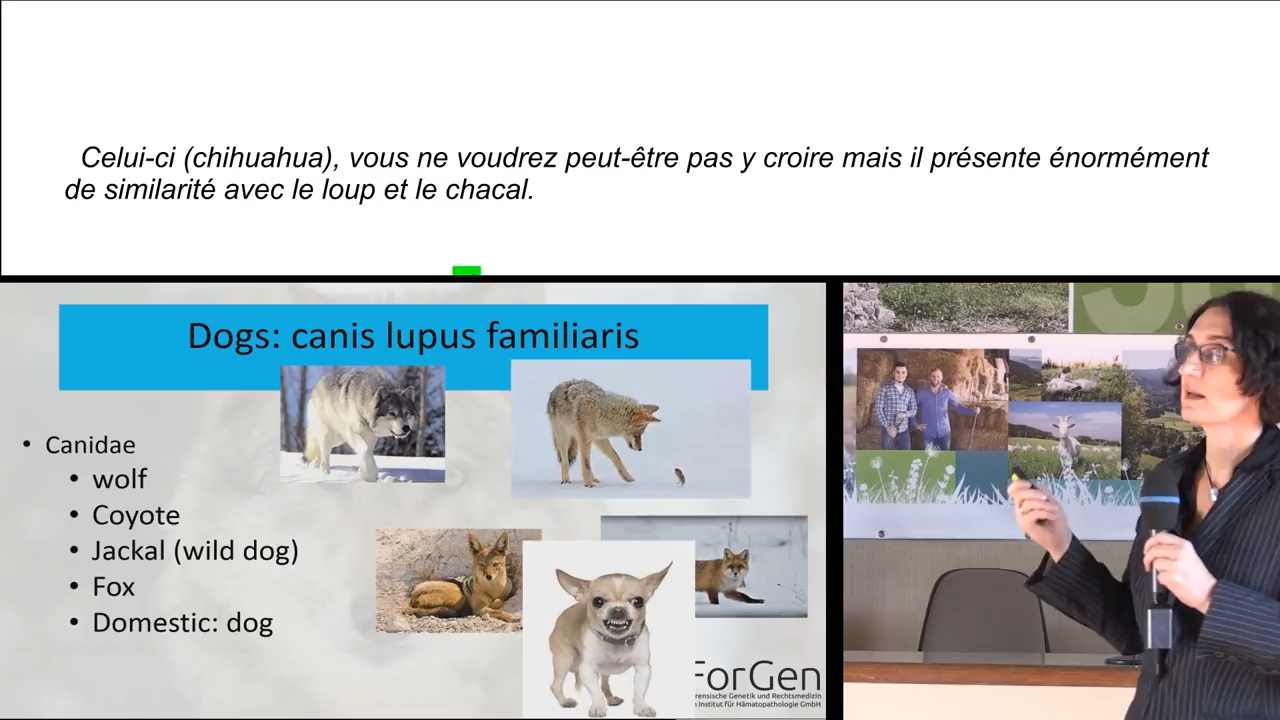 Celui-ci (chihuahua), vous ne voudrez peut-être pas y croire mais il présente énormément
de similarité avec le loup et le chacal.
Dogs: canis lupus familiaris
• Canidae
• wolf
• Coyote
• Jackal (wild dog)
• Fox
• Domestic: dog
ForGen
rensische Genetik und Rechtsmedizin
n Institut für Hämatopathologie GmbH